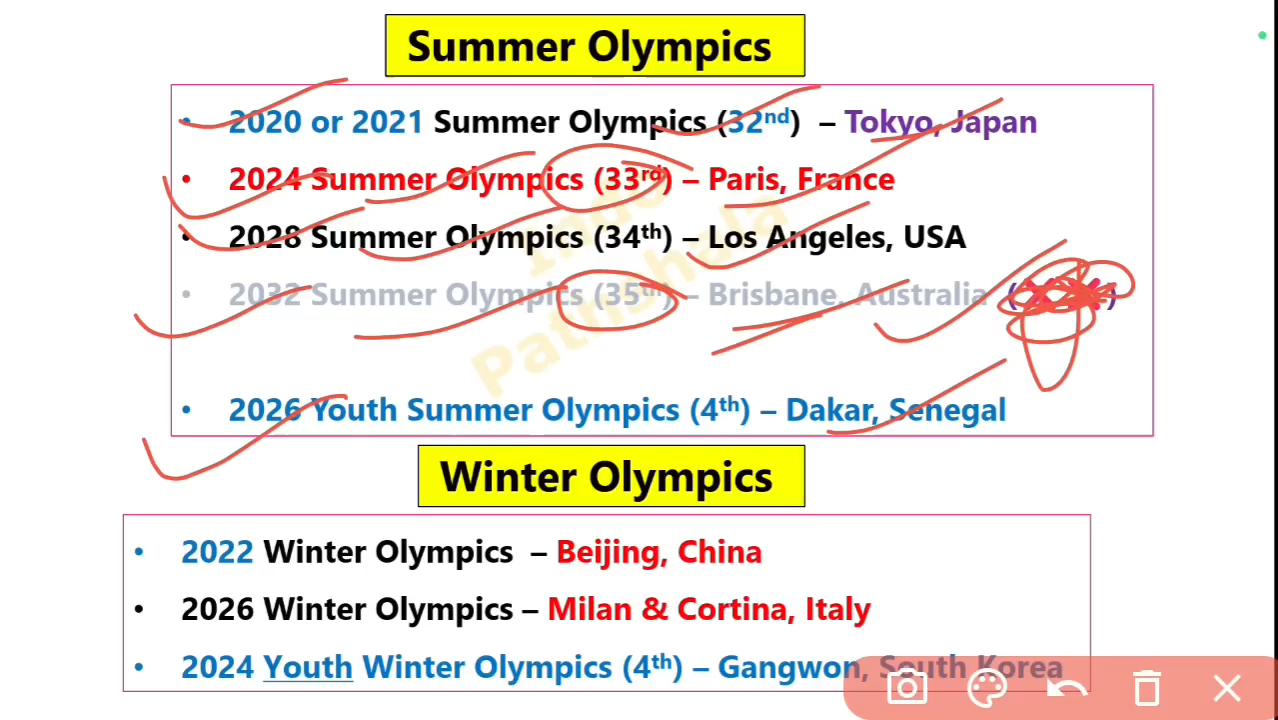 Summer Olympics
• 2020 or 2021 Summer Olympics (32nd) – Tokyo, Japan
• 2024 Summer Olympics (33rd) – Paris, France
• 2028 Summer Olympics (34th) – Los Angeles, USA
• 2032 Summer Olympics (35th) – Brisbane, Australia ( )
• 2026 Youth Summer Olympics (4th) – Dakar, Senegal
Pathshala
Winter Olympics
• 2022 Winter Olympics – Beijing, China
• 2026 Winter Olympics – Milan & Cortina, Italy
• 2024 Youth Winter Olympics (4th) – Gangwon, South Korea